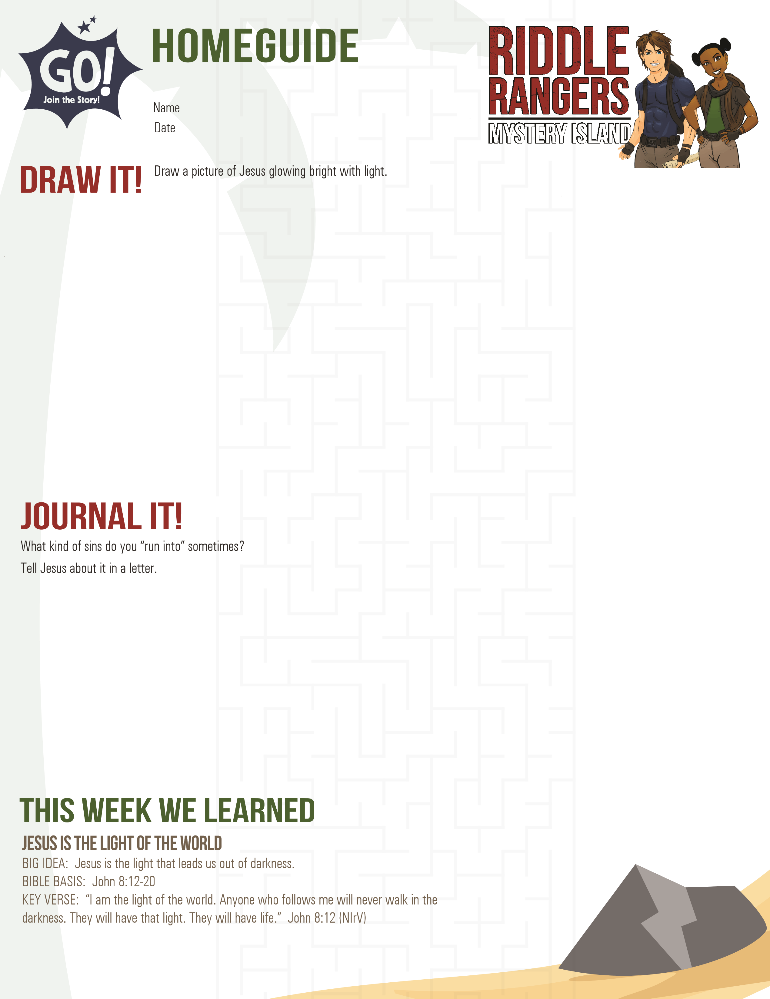 GO!
Join the Story!
HOMEGUIDE
Name
Date
RIDDLE
RANGERS
MYSTERY ISLAND
DRAW IT!
Draw a picture of Jesus glowing bright with light.
JOURNAL IT!
What kind of sins do you “run into” sometimes?
Tell Jesus about it in a letter.
THIS WEEK WE LEARNED
JESUS IS THE LIGHT OF THE WORLD
BIG IDEA:  Jesus is the light that leads us out of darkness.
BIBLE BASIS:  John 8:12-20
KEY VERSE:  “I am the light of the world. Anyone who follows me will never walk in the
darkness. They will have that light. They will have life.”  John 8:12 (NIrV)